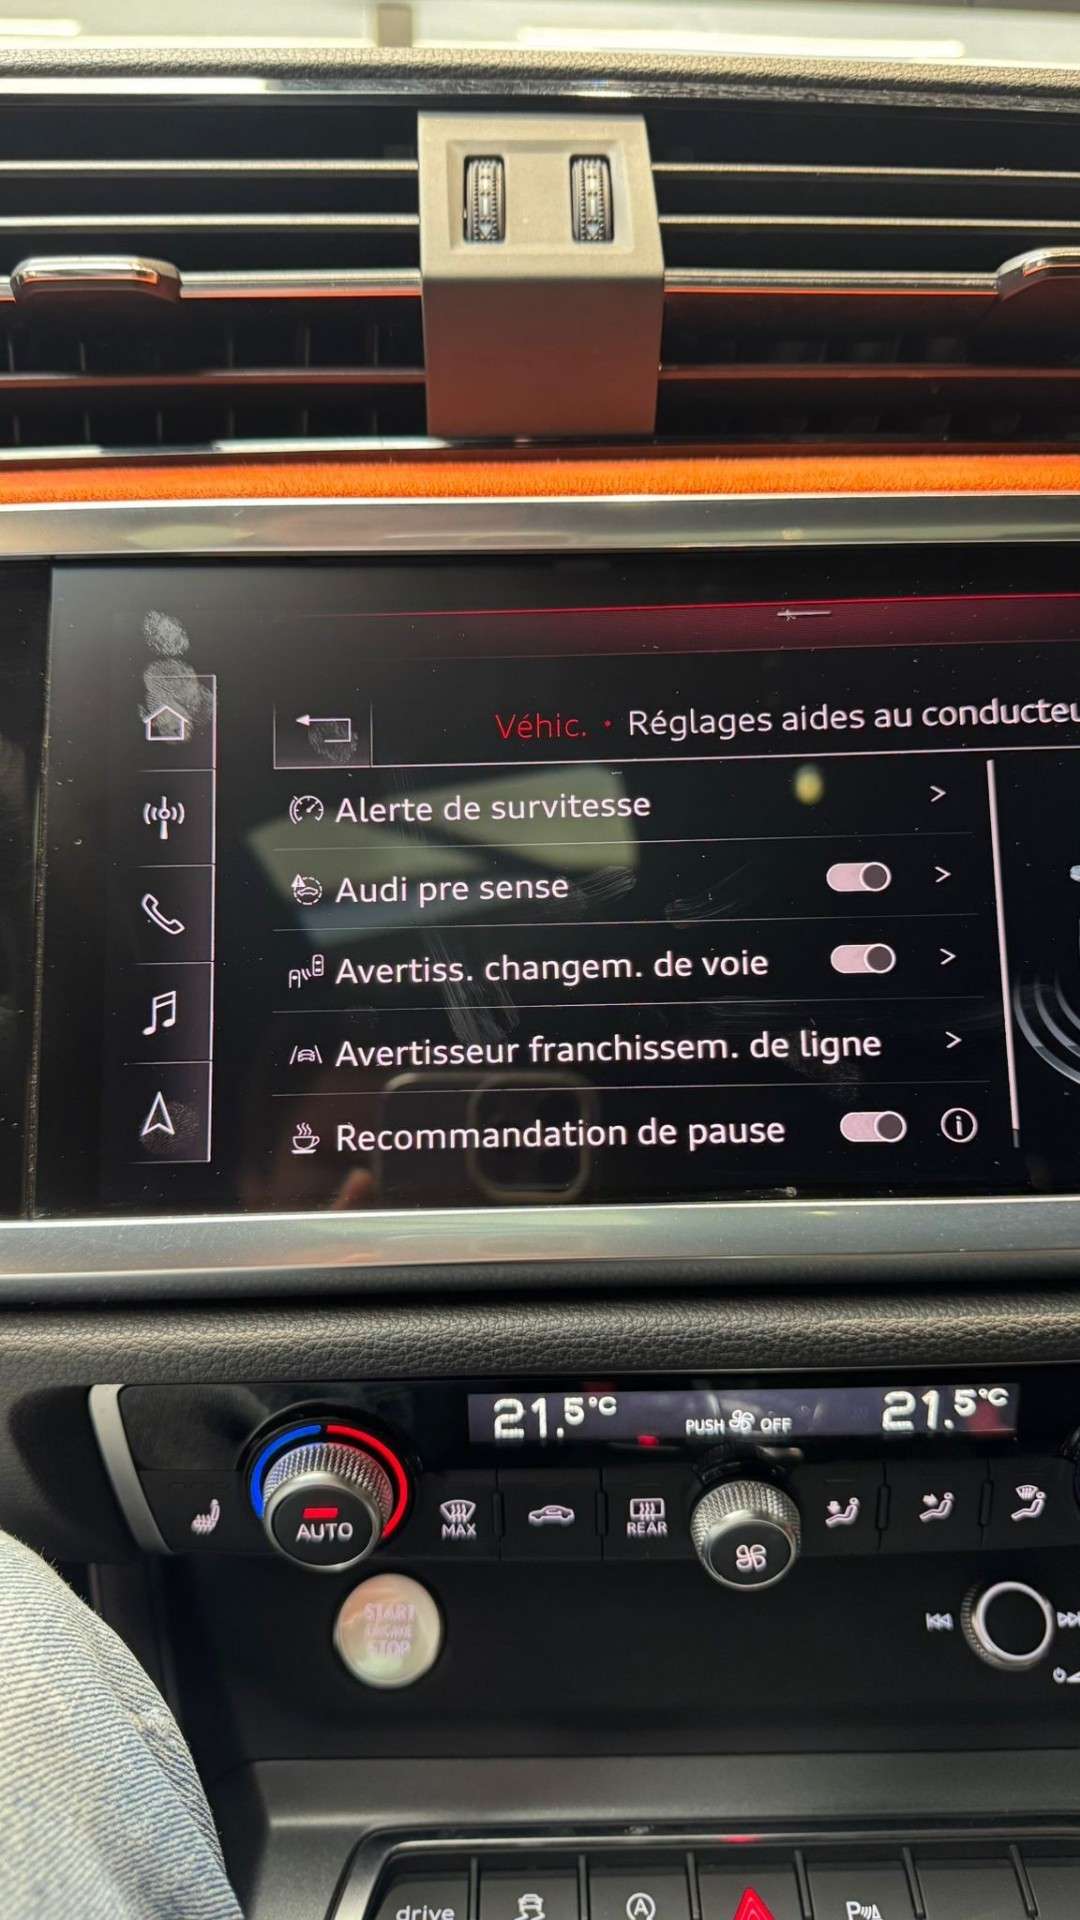 Véhic. • Réglages aides au conducteu
Alerte de survitesse
Audi pre sense
Avertiss. changem. de voie
Avertisseur franchissem. de ligne
Recommandation de pause
21.5°C PUSH OFF 21.5°C
AUTO
MAX
REAR
START
ENGINE
STOP
drive
A
P